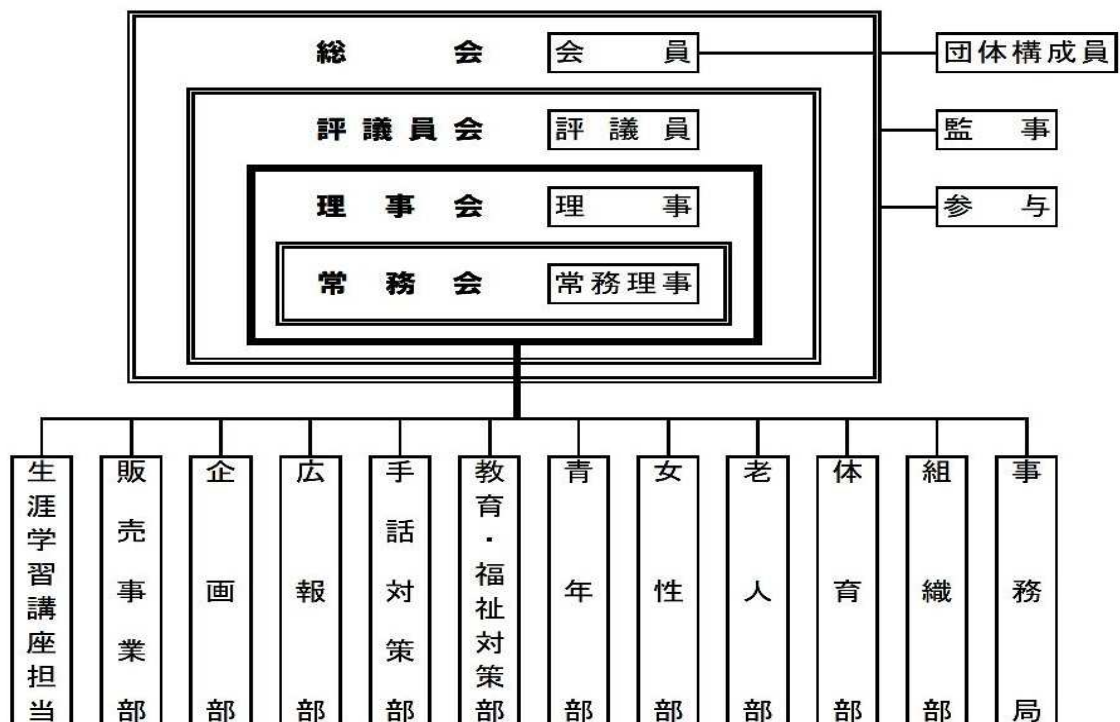 総会 会員 団体構成員
評議員会 評議員 監事
理事会 理事 参与
常務会 常務理事
生涯学習講座担当
販売事業部
企画部
広報部
手話対策部
教育・福祉対策部
青年部
女性部
老人部
体育部
組織部
事務局